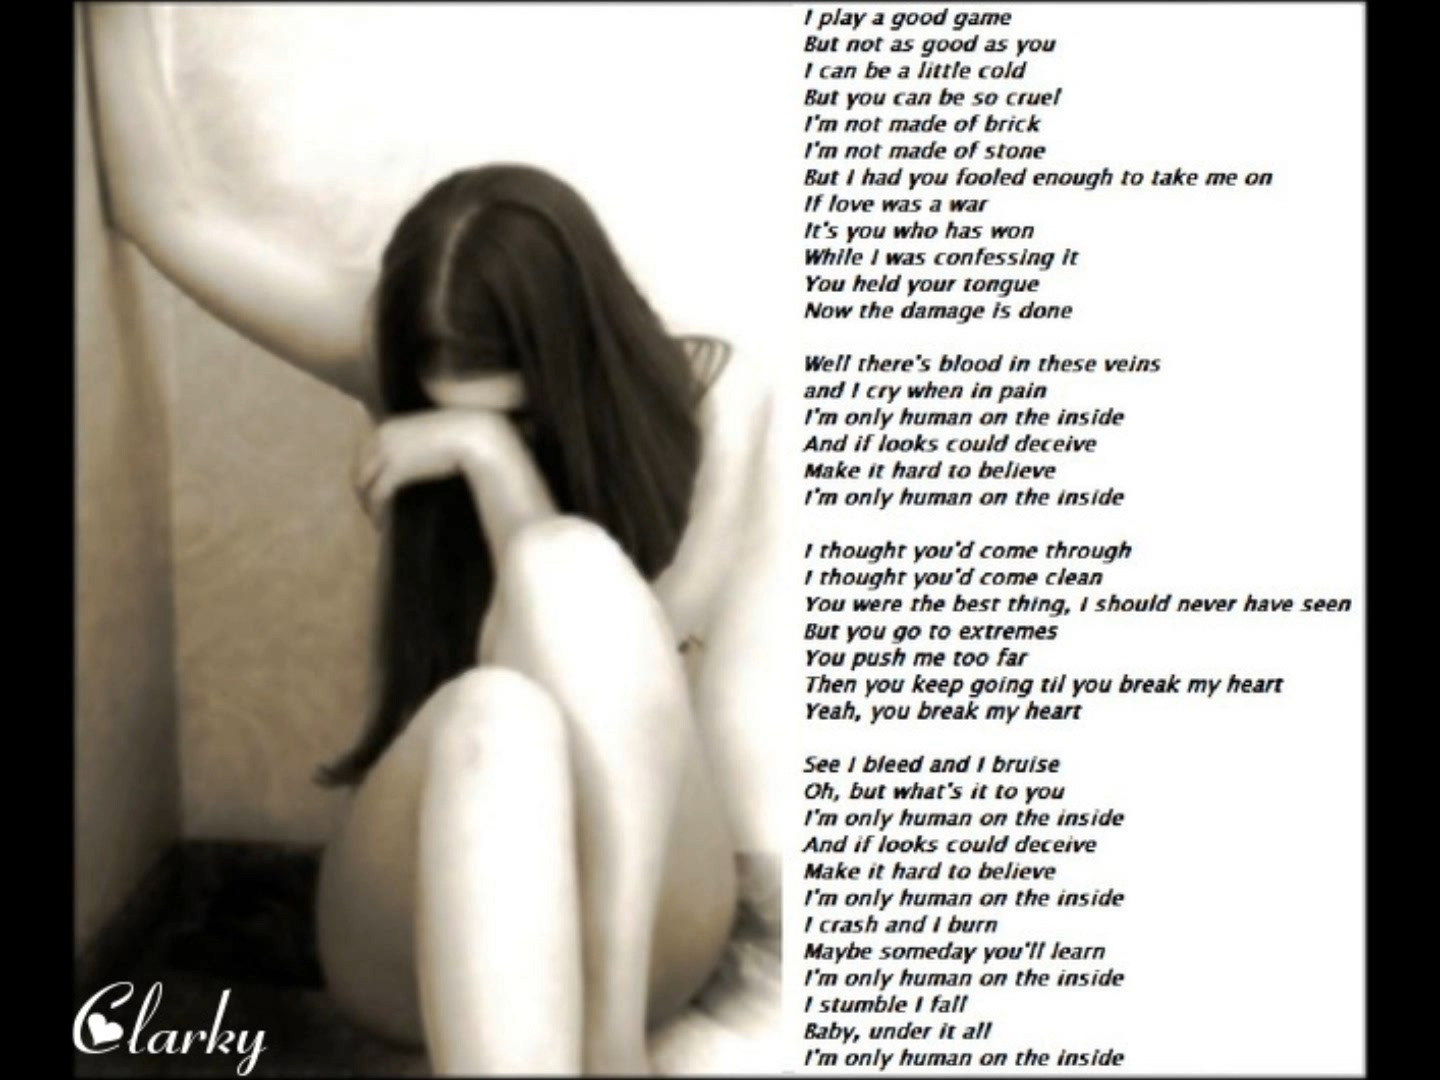 I play a good game
But not as good as you
I can be a little cold
But you can be so cruel
I'm not made of brick
I'm not made of stone
But I had you fooled enough to take me on
If love was a war
It's you who has won
While I was confessing it
You held your tongue
Now the damage is done

Well there's blood in these veins
and I cry when in pain
I'm only human on the inside
And if looks could deceive
Make it hard to believe
I'm only human on the inside

I thought you'd come through
I thought you'd come clean
You were the best thing, I should never have seen
But you go to extremes
You push me too far
Then you keep going til you break my heart
Yeah, you break my heart

See I bleed and I bruise
Oh, but what's it to you
I'm only human on the inside
And if looks could deceive
Make it hard to believe
I'm only human on the inside
I crash and I burn
Maybe someday you'll learn
I'm only human on the inside
I stumble I fall
Baby, under it all
I'm only human on the inside
Clarky